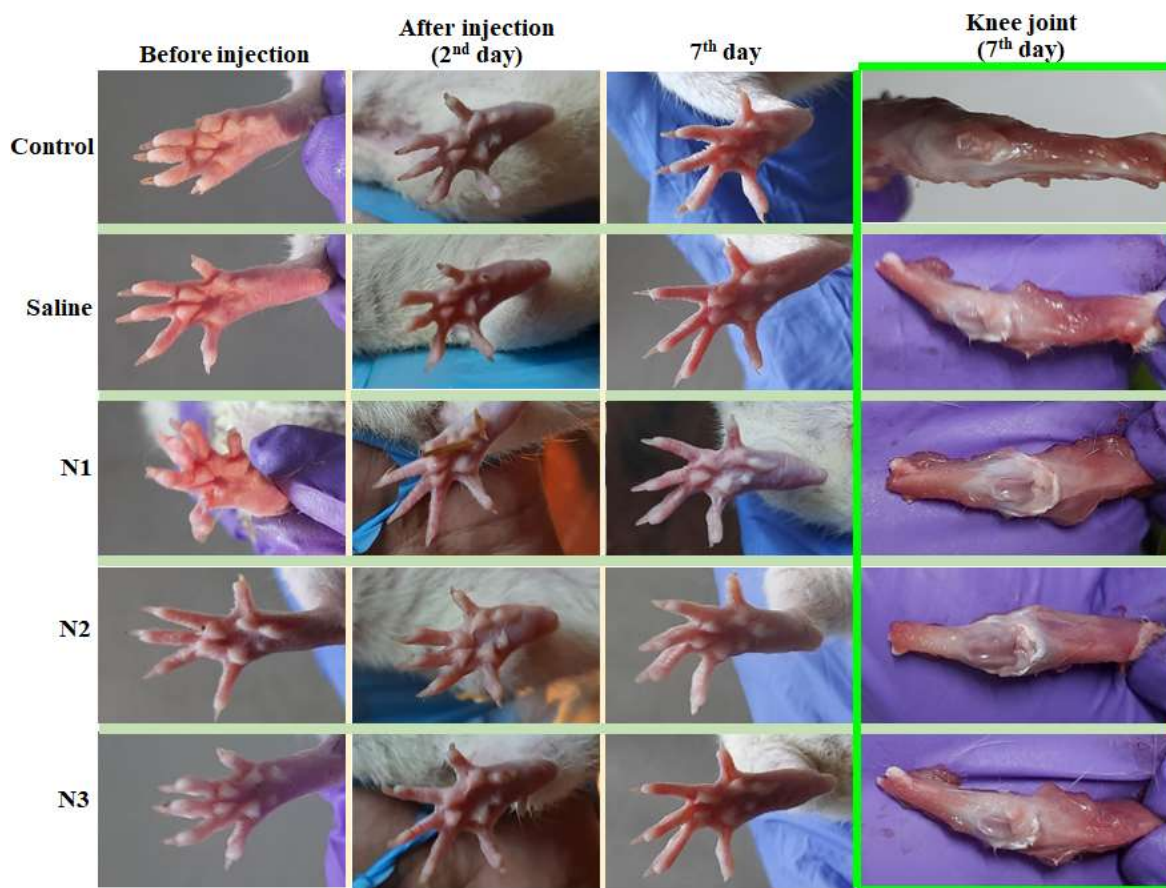 Before injection
After injection
(2nd day)
7th day
Knee joint
(7th day)
Control
Saline
N1
N2
N3